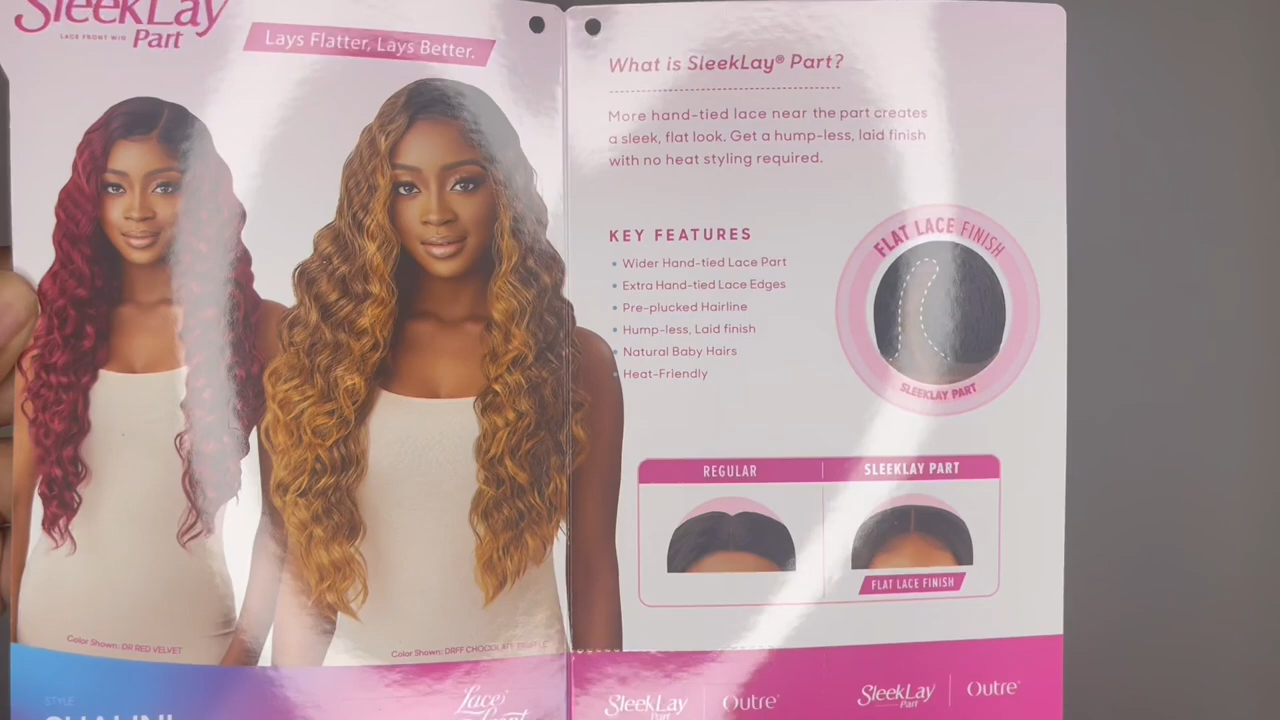 SleekLay
LACE FRONT WIG Part
Lays Flatter, Lays Better.
Color Shown: DR RED VELVET
Color Shown: DRFF CHOCOLATE
STYLE
Lace
Front
What is SleekLay® Part?
More hand-tied lace near the part creates
a sleek, flat look. Get a hump-less, laid finish
with no heat styling required.
KEY FEATURES
• Wider Hand-tied Lace Part
• Extra Hand-tied Lace Edges
• Pre-plucked Hairline
• Hump-less, Laid finish
• Natural Baby Hairs
• Heat-Friendly
FLAT LACE FINISH
SLEEKLAY PART
REGULAR
SLEEKLAY PART
FLAT LACE FINISH
SleekLay Part
Outre®
SleekLay Part
Outre®